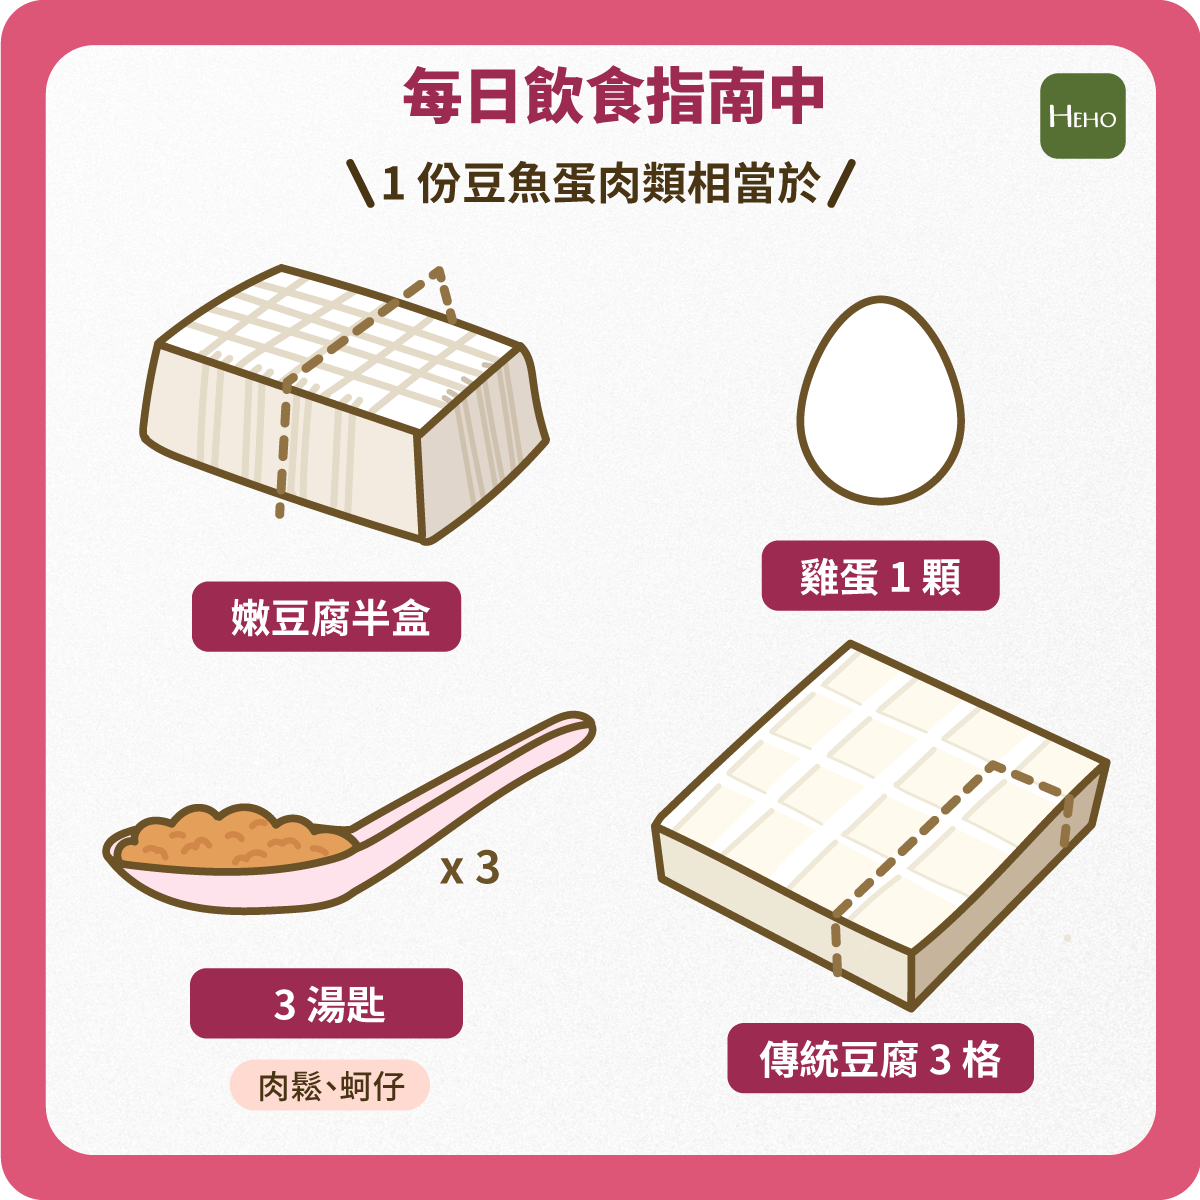 每日飲食指南中
HEHO
\1 份豆魚蛋肉類相當於/
嫩豆腐半盒
雞蛋 1 顆
x 3
3 湯匙
肉鬆、蚵仔
傳統豆腐 3 格